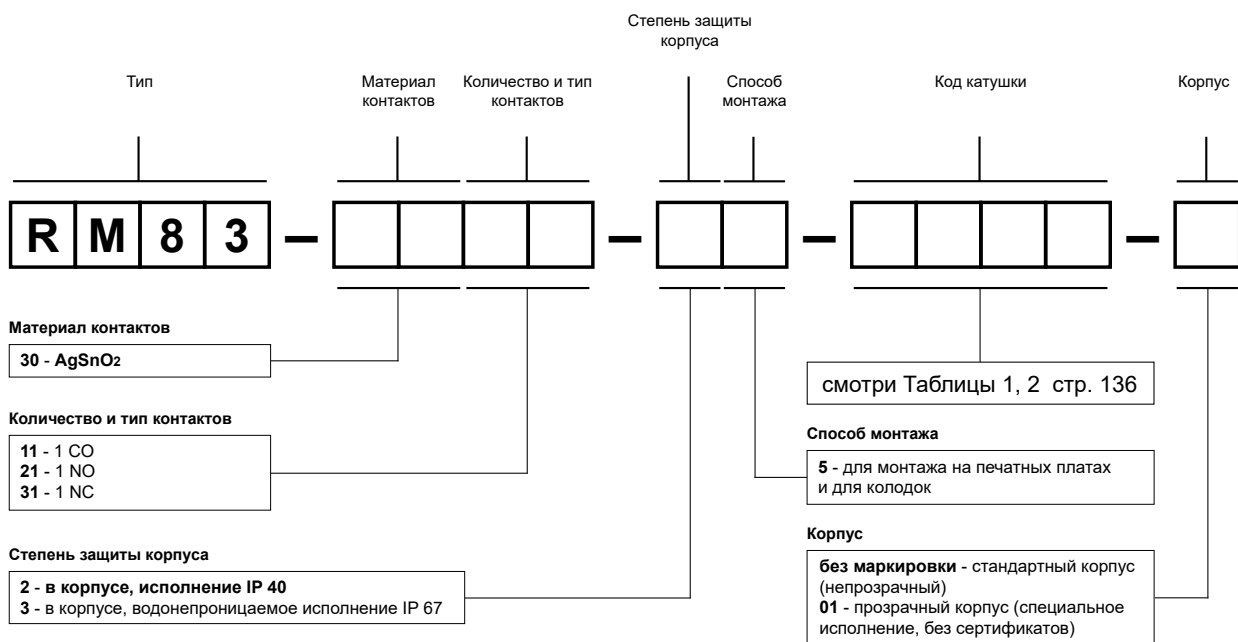 Степень защиты
корпуса
Тип
Материал
контактов
Количество и тип
контактов
Способ
монтажа
Код катушки
Корпус
R M 8 3 – – – –
Материал контактов
30 - AgSnO2
Количество и тип контактов
11 - 1 CO
21 - 1 NO
31 - 1 NC
Степень защиты корпуса
2 - в корпусе, исполнение IP 40
3 - в корпусе, водонепроницаемое исполнение IP 67
смотри Таблицы 1, 2 стр. 136
Способ монтажа
5 - для монтажа на печатных платах
и для колодок
Корпус
без маркировки - стандартный корпус
(непрозрачный)
01 - прозрачный корпус (специальное
исполнение, без сертификатов)